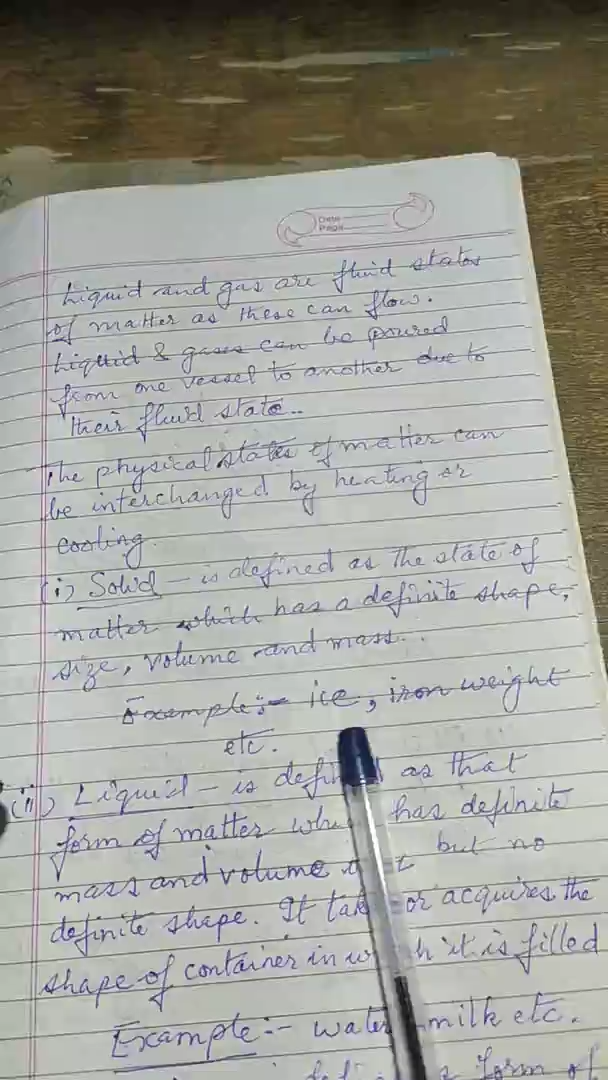 Date
Page
Liquid and gas are fluid states
of matter as these can flow.
Liquid & gases can be poured
from one vessel to another due to
their fluid state..
The physical states of matter can
be interchanged by heating or
cooling.
(i) Solid - is defined as the state of
matter which has a definite shape,
size, volume and mass..
Example:- ice, iron weight
etc.
(ii) Liquid - is as that
form of matter has definite
mass and volume but no
definite shape. It or acquires the
shape of container in it is filled
Example:- water milk etc.
form of